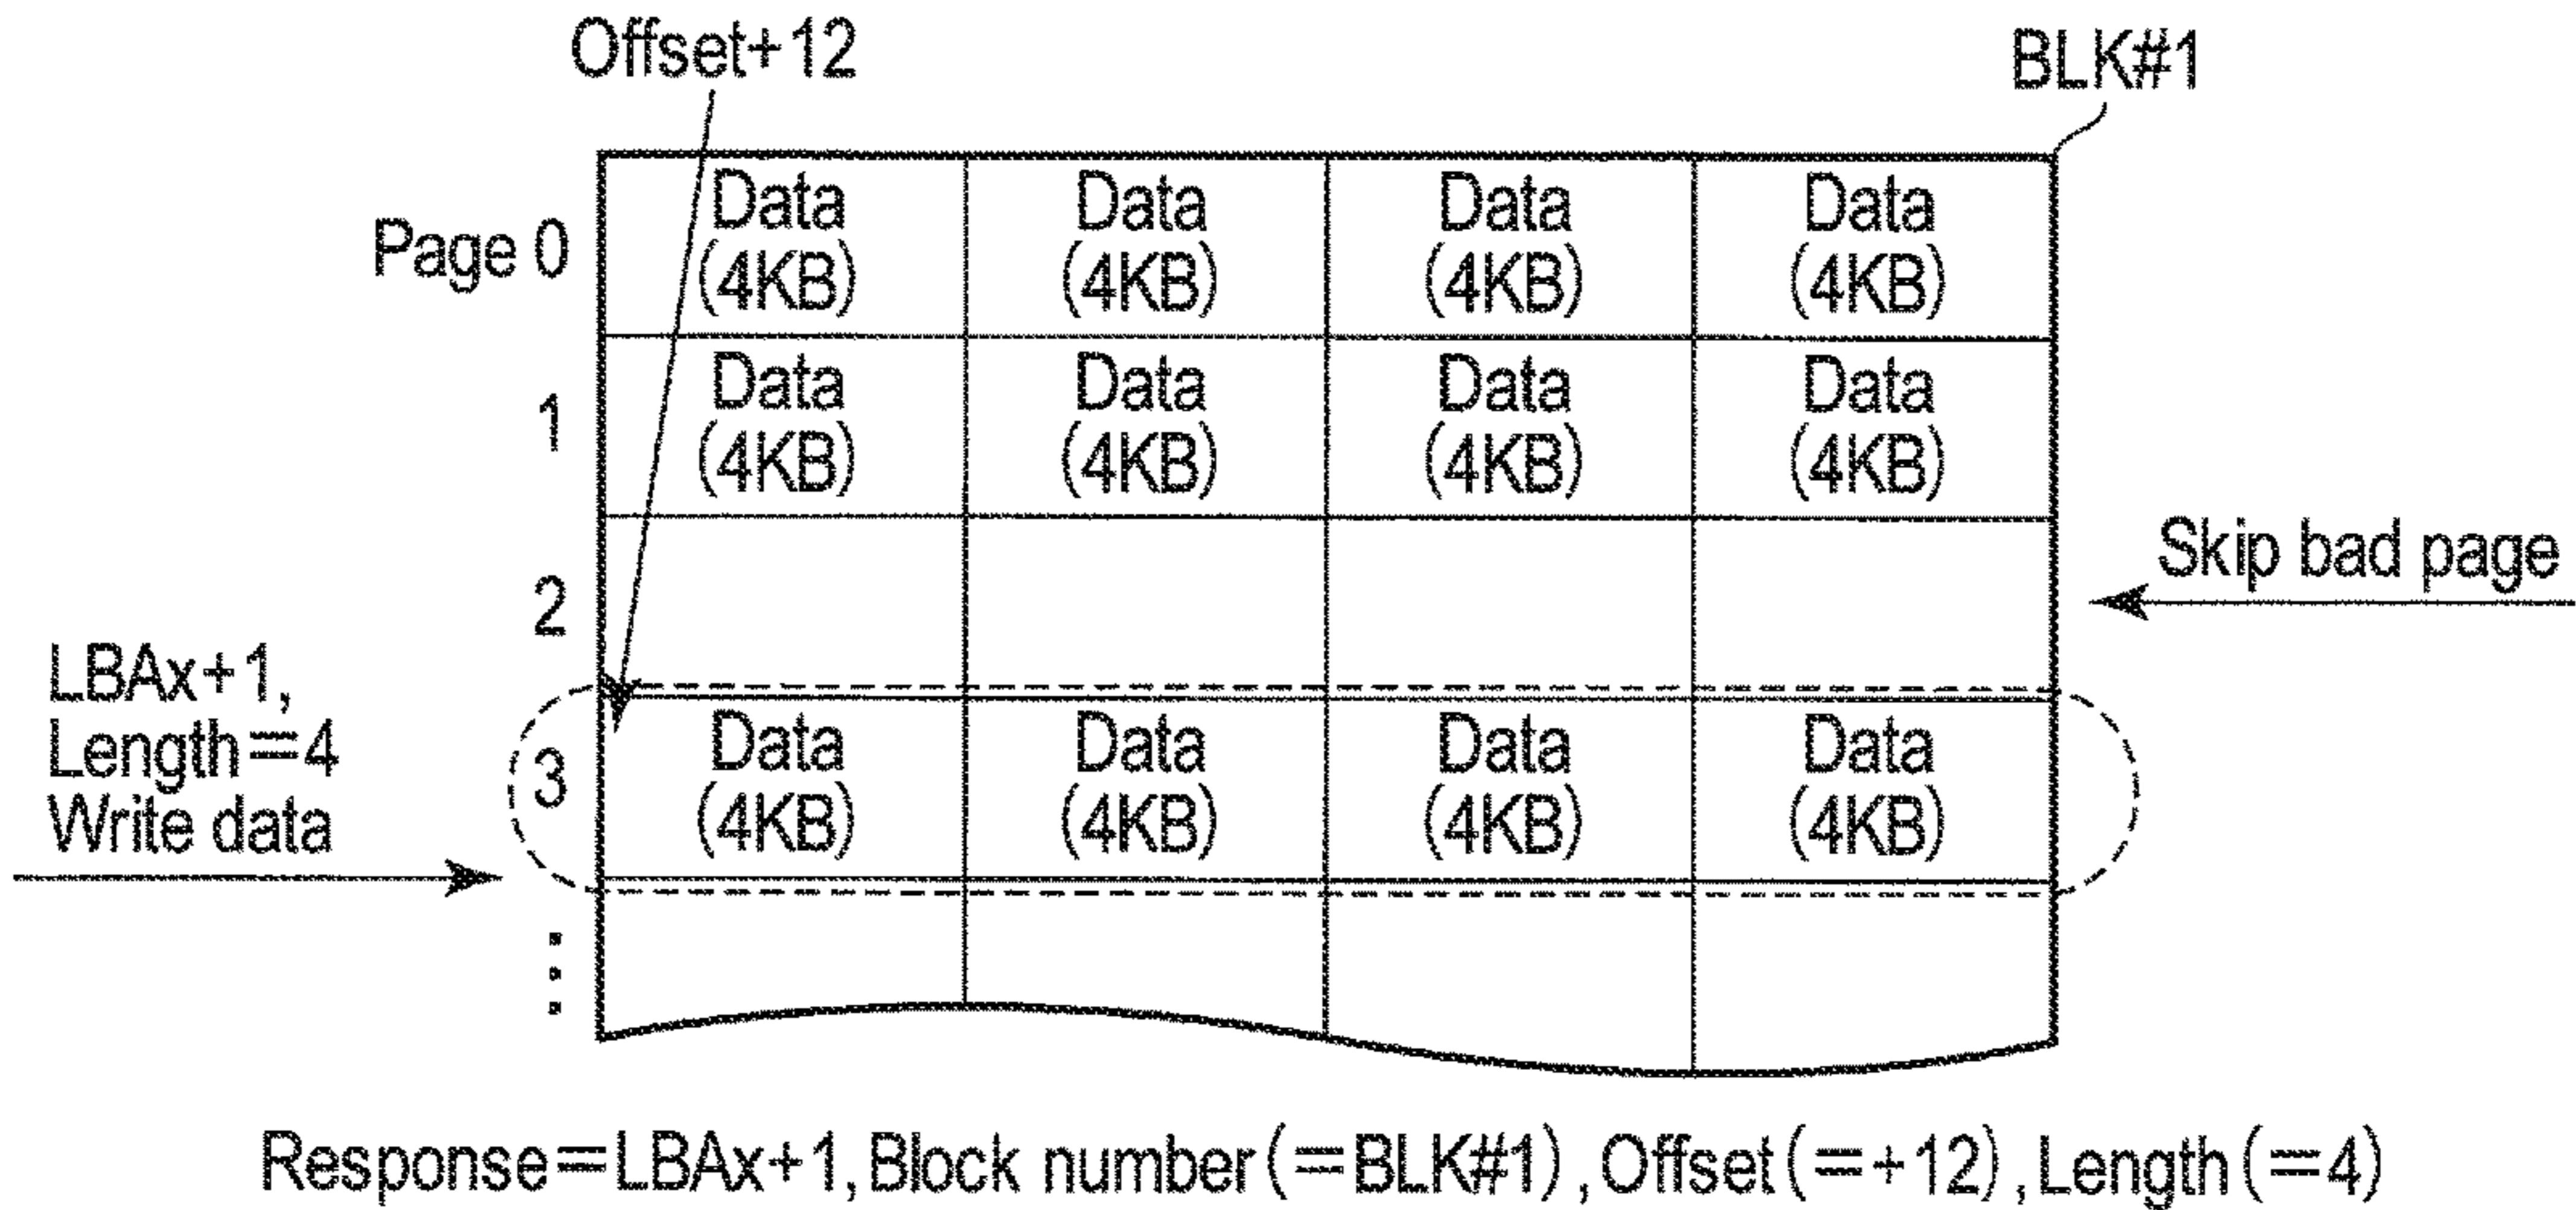 Offset+12
BLK#1
Page 0
Data Data Data Data
(4KB) (4KB) (4KB) (4KB)
1
Data Data Data Data
(4KB) (4KB) (4KB) (4KB)
2
Skip bad page
LBAx+1,
Length=4
Write data
3
Data Data Data Data
(4KB) (4KB) (4KB) (4KB)
⋮
Response=LBAx+1, Block number(=BLK#1), Offset(=+12), Length(=4)